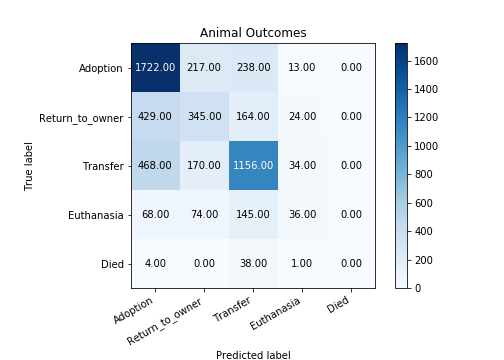 Animal Outcomes
True label
Adoption 1722.00 217.00 238.00 13.00 0.00
Return_to_owner 429.00 345.00 164.00 24.00 0.00
Transfer 468.00 170.00 1156.00 34.00 0.00
Euthanasia 68.00 74.00 145.00 36.00 0.00
Died 4.00 0.00 38.00 1.00 0.00
Adoption Return_to_owner Transfer Euthanasia Died
Predicted label
1600
1400
1200
1000
800
600
400
200
0